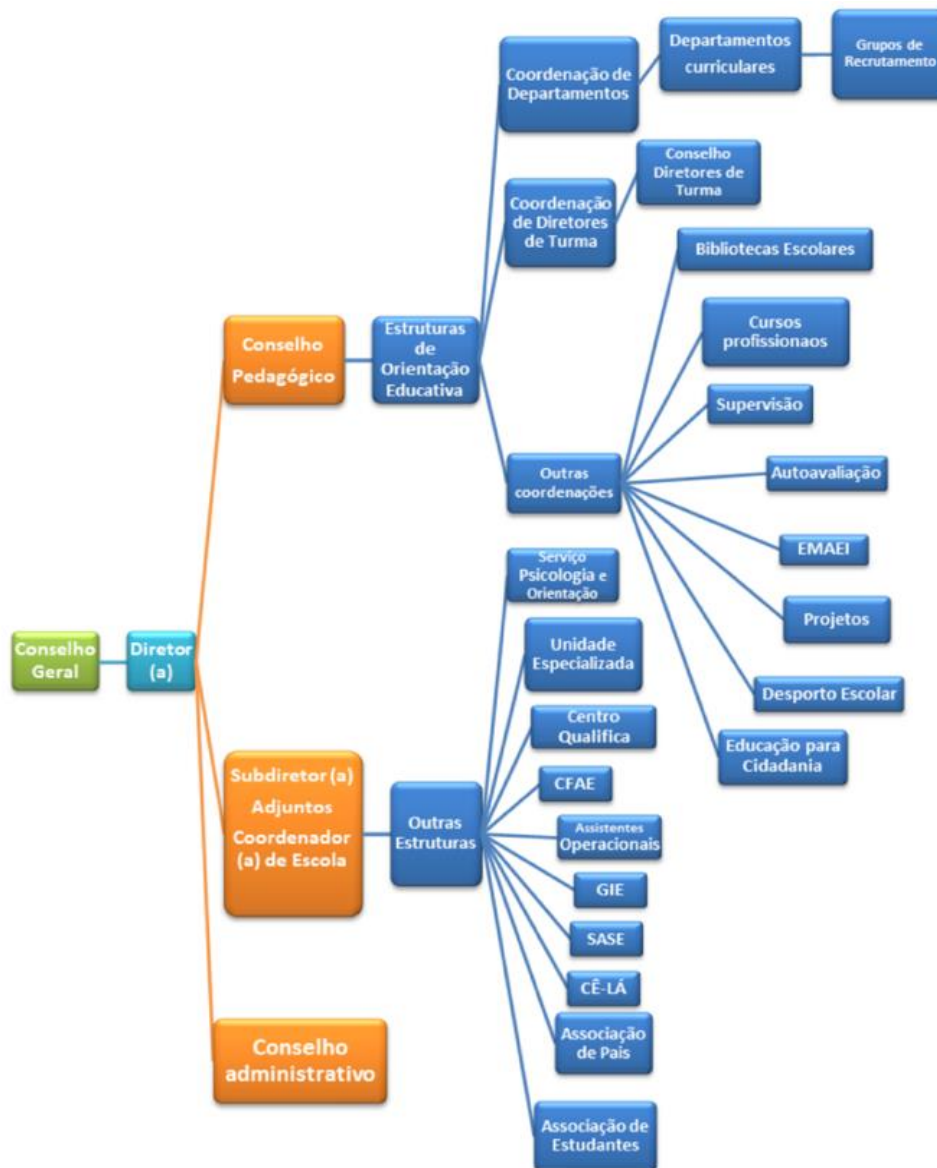 Conselho
Geral
Diretor
(a)
Conselho
Pedagógico
Estruturas
de
Orientação
Educativa
Coordenação de
Departamentos
Departamentos
curriculares
Grupos de
Recrutamento
Coordenação
de Diretores
de Turma
Conselho
Diretores de
Turma
Outras
coordenações
Bibliotecas Escolares
Cursos
profissionaos
Supervisão
Autoavaliação
EMAEI
Projetos
Desporto Escolar
Educação para
Cidadania
Subdiretor (a)
Adjuntos
Coordenador
(a) de Escola
Outras
Estruturas
Serviço
Psicologia e
Orientação
Unidade
Especializada
Centro
Qualifica
CFAE
Assistentes
Operacionais
GIE
SASE
CÊ-LÁ
Associação
de Pais
Associação de
Estudantes
Conselho
administrativo